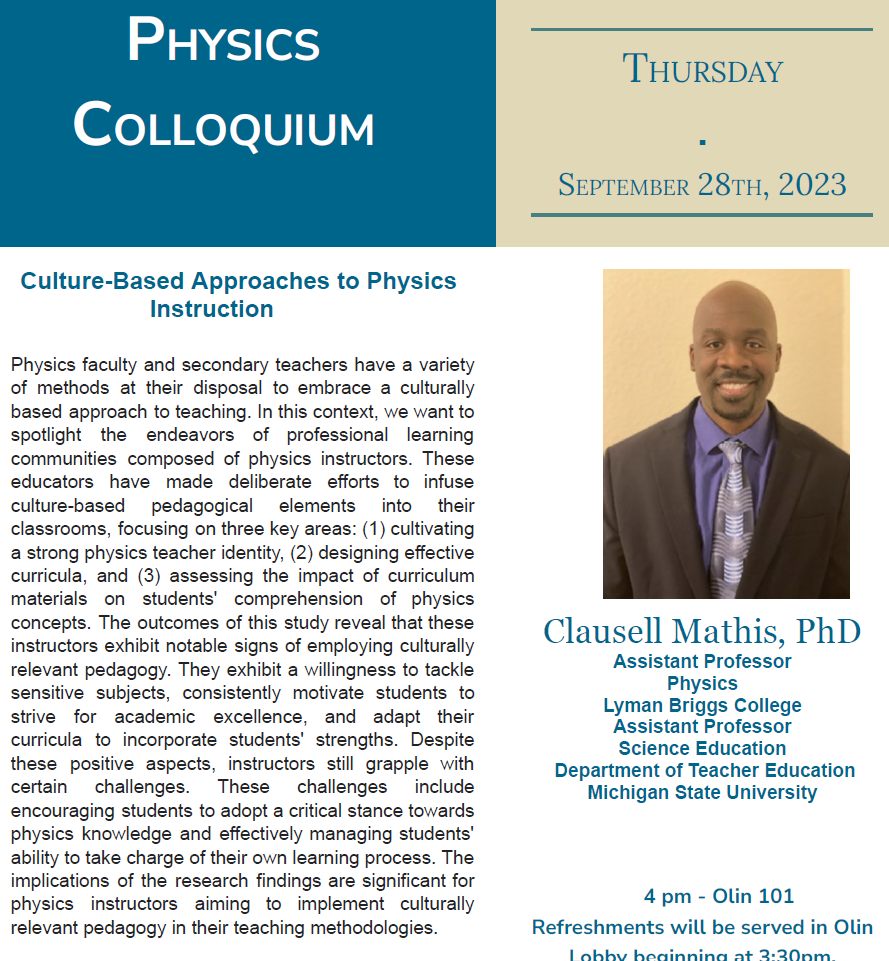 Physics
Colloquium
Thursday
.
September 28th, 2023
Culture-Based Approaches to Physics
Instruction
Physics faculty and secondary teachers have a variety
of methods at their disposal to embrace a culturally
based approach to teaching. In this context, we want to
spotlight the endeavors of professional learning
communities composed of physics instructors. These
educators have made deliberate efforts to infuse
culture-based pedagogical elements into their
classrooms, focusing on three key areas: (1) cultivating
a strong physics teacher identity, (2) designing effective
curricula, and (3) assessing the impact of curriculum
materials on students' comprehension of physics
concepts. The outcomes of this study reveal that these
instructors exhibit notable signs of employing culturally
relevant pedagogy. They exhibit a willingness to tackle
sensitive subjects, consistently motivate students to
strive for academic excellence, and adapt their
curricula to incorporate students' strengths. Despite
these positive aspects, instructors still grapple with
certain challenges. These challenges include
encouraging students to adopt a critical stance towards
physics knowledge and effectively managing students'
ability to take charge of their own learning process. The
implications of the research findings are significant for
physics instructors aiming to implement culturally
relevant pedagogy in their teaching methodologies.
Clausell Mathis, PhD
Assistant Professor
Physics
Lyman Briggs College
Assistant Professor
Science Education
Department of Teacher Education
Michigan State University
4 pm - Olin 101
Refreshments will be served in Olin
Lobby beginning at 3:30pm.